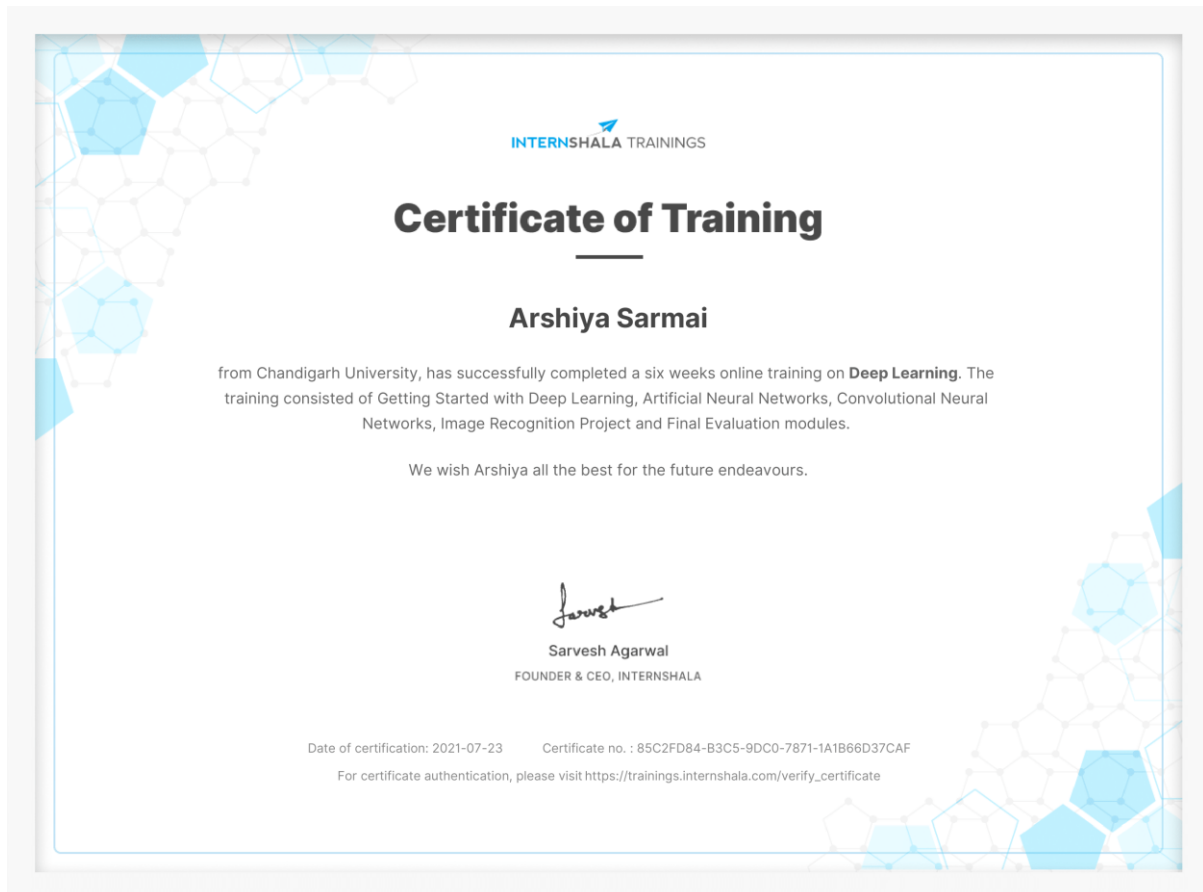 INTERNSHALA TRAININGS
Certificate of Training
Arshiya Sarmai
from Chandigarh University, has successfully completed a six weeks online training on Deep Learning. The
training consisted of Getting Started with Deep Learning, Artificial Neural Networks, Convolutional Neural
Networks, Image Recognition Project and Final Evaluation modules.
We wish Arshiya all the best for the future endeavours.
Sarvesh
Sarvesh Agarwal
FOUNDER & CEO, INTERNSHALA
Date of certification: 2021-07-23 Certificate no. : 85C2FD84-B3C5-9DC0-7871-1A1B66D37CAF
For certificate authentication, please visit https://trainings.internshala.com/verify_certificate